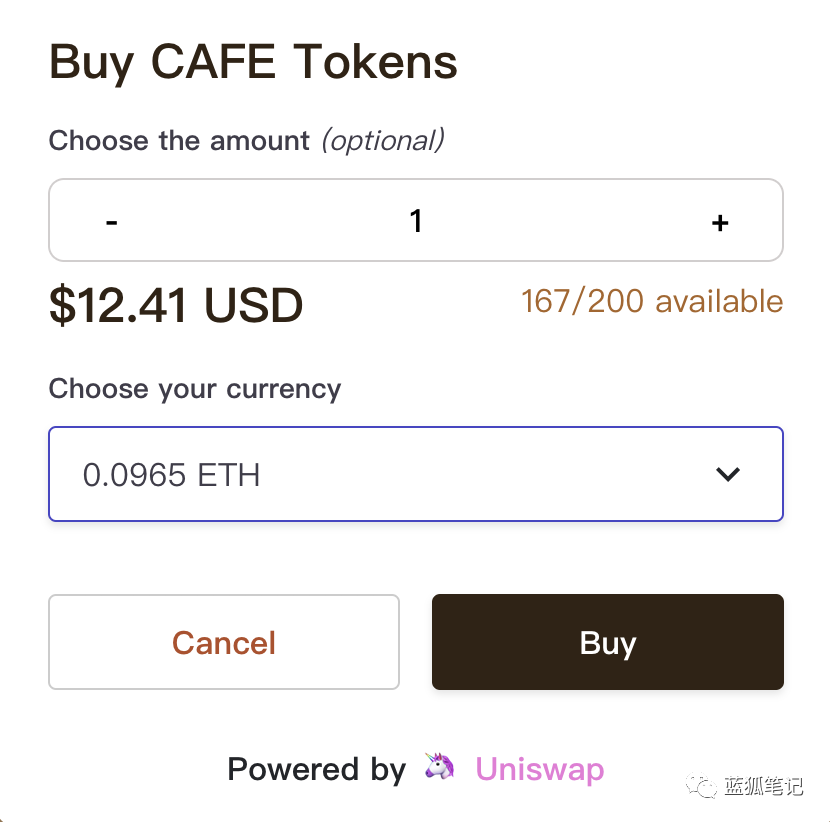 Buy CAFE Tokens
Choose the amount (optional)
- 1 +
$12.41 USD 167/200 available
Choose your currency
0.0965 ETH
Cancel Buy
Powered by 🦄 Uniswap
蓝狐笔记